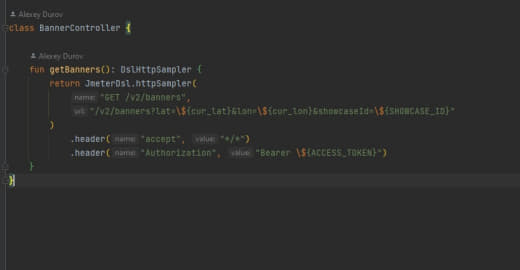 Alexey Durov
class BannerController {
Alexey Durov
fun getBanners(): DslHttpSampler {
return JmeterDsl.httpSampler(
name: "GET /v2/banners",
url: "/v2/banners?lat=\${cur_lat}&lon=\${cur_lon}&showcaseId=\${SHOWCASE_ID}"
)
.header( name: "accept", value: "*/*")
.header( name: "Authorization", value: "Bearer \${ACCESS_TOKEN}")
}
}